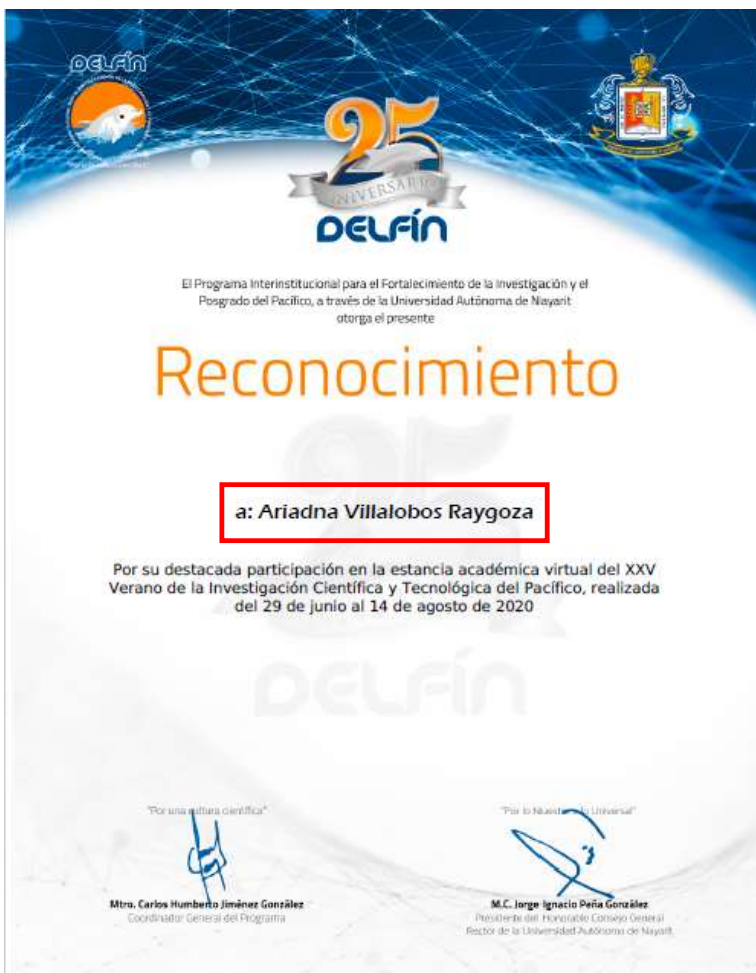 DELFÍN
25
ANIVERSARIO
DELFÍN
El Programa Interinstitucional para el Fortalecimiento de la Investigación y el
Posgrado del Pacífico, a través de la Universidad Autónoma de Nayarit
otorga el presente
Reconocimiento
a: Ariadna Villalobos Raygoza
Por su destacada participación en la estancia académica virtual del XXV
Verano de la Investigación Científica y Tecnológica del Pacífico, realizada
del 29 de junio al 14 de agosto de 2020
25
DELFÍN
"Por una cultura científica"
Mtro. Carlos Humberto Jiménez González
Coordinador General del Programa
"Por lo Nuestro a lo Universal"
M.C. Jorge Ignacio Peña González
Presidente del Honorable Consejo General
Rector de la Universidad Autónoma de Nayarit